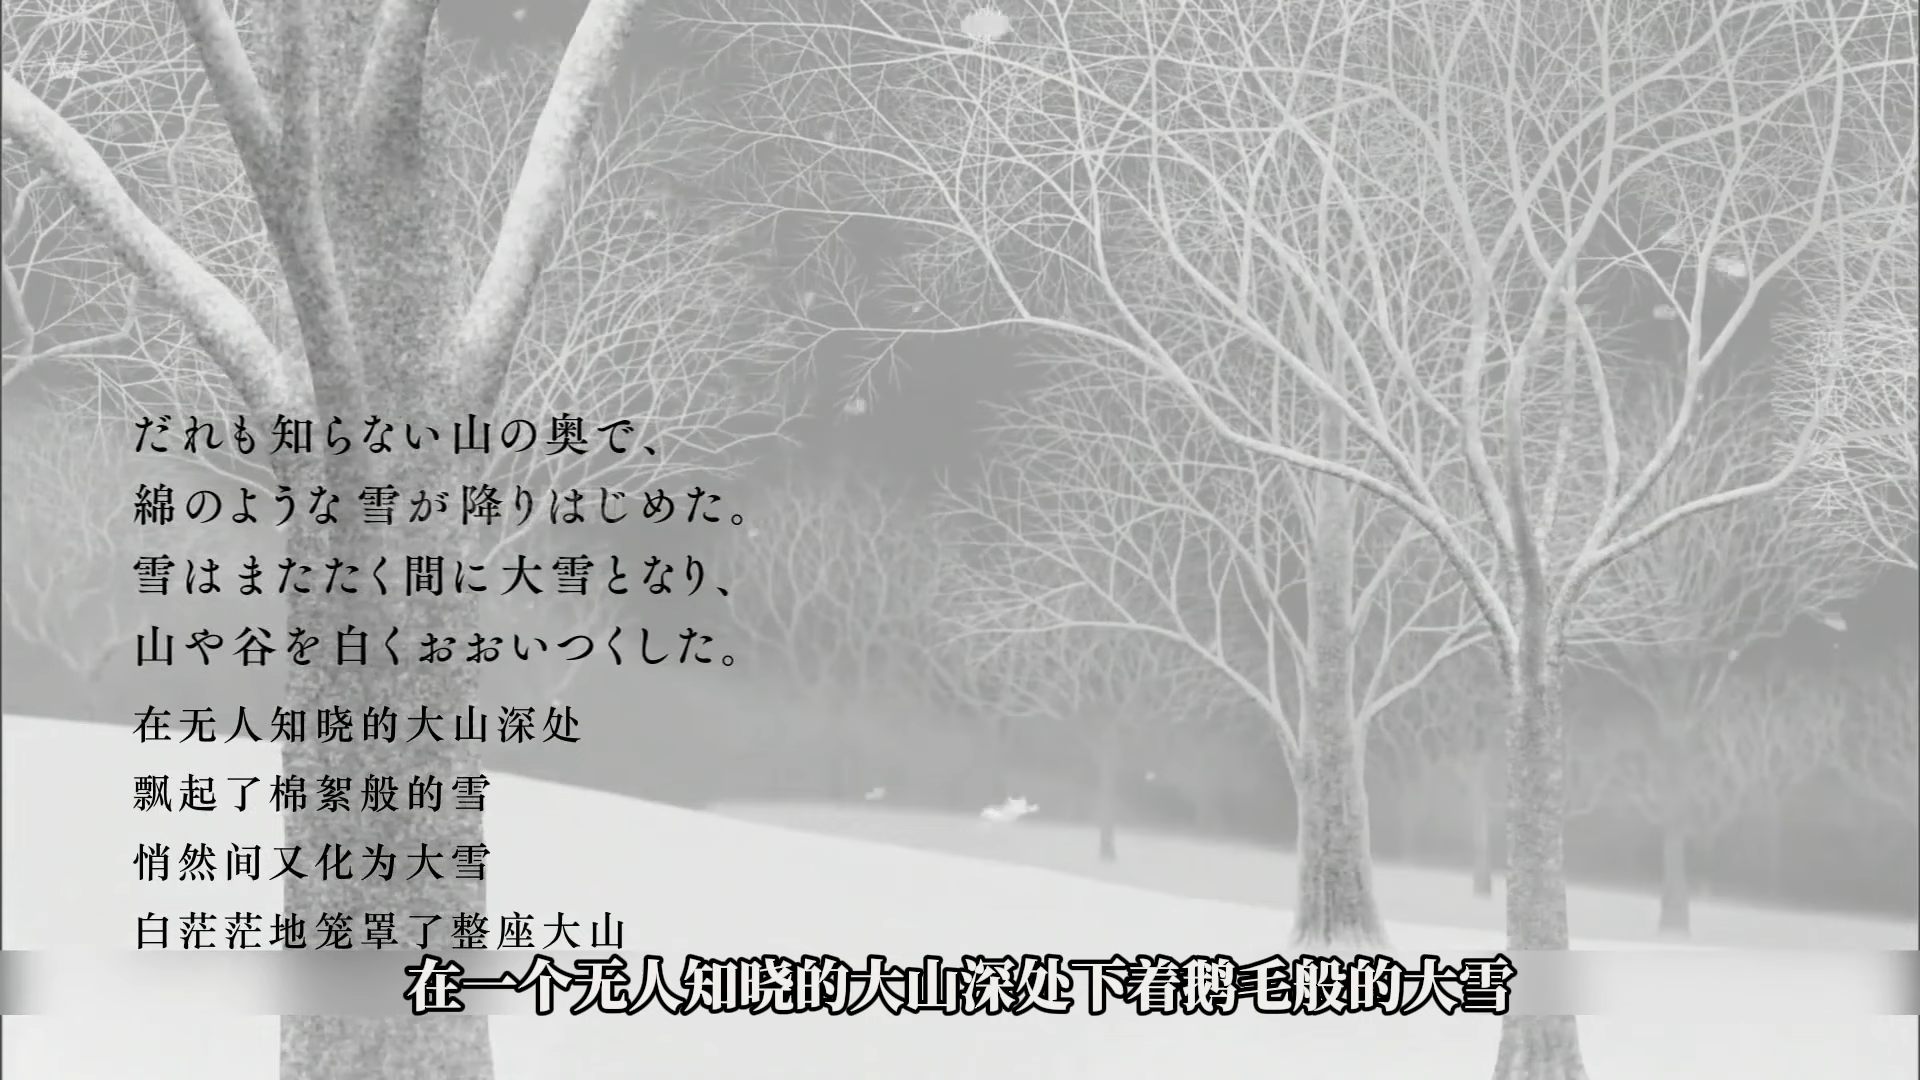 だれも知らない山の奥で、
綿のような雪が降りはじめた。
雪はまたたく間に大雪となり、
山や谷を白くおおいつくした。
在无人知晓的大山深处
飘起了棉絮般的雪
悄然间又化为大雪
白茫茫地笼罩了整座大山
在一个无人知晓的大山深处下着鹅毛般的大雪